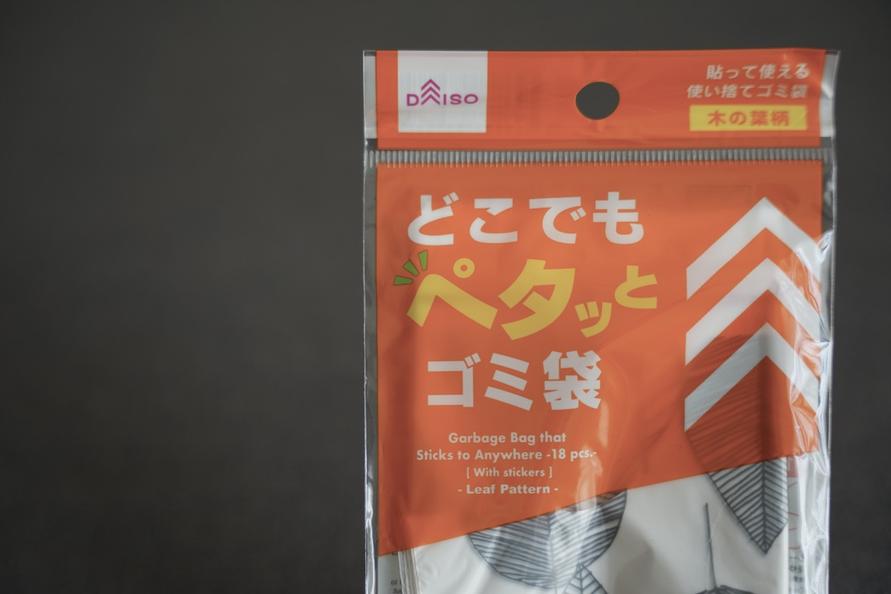 DAISO
貼って使える
使い捨てゴミ袋
木の葉柄
どこでも
ペタッと
ゴミ袋
Garbage Bag that
Sticks to Anywhere -18 pcs.-
[ With stickers ]
- Leaf Pattern -